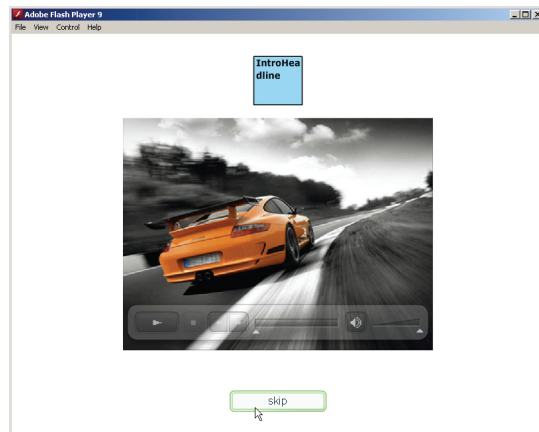 Adobe Flash Player 9
File View Control Help
IntroHea
dline
skip